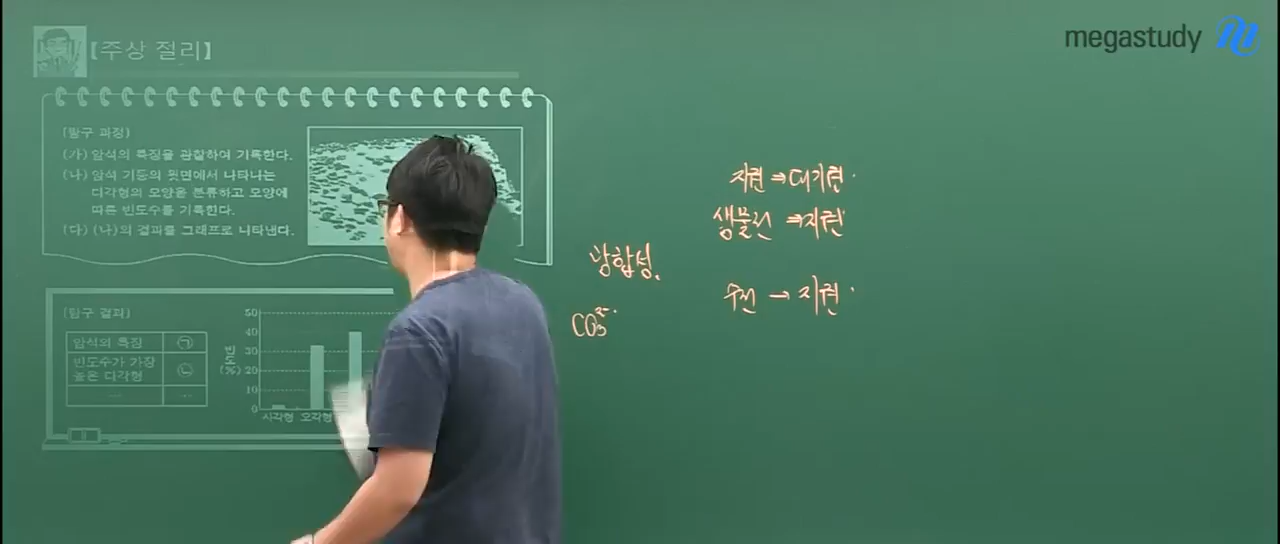 megastudy
【주상 절리】
[탐구 과정]
(가) 암석의 특징을 관찰하여 기록한다.
(나) 암석 기둥의 윗면에서 나타나는
다각형의 모양을 분류하고 모양에
따른 빈도수를 기록한다.
(다) (나)의 결과를 그래프로 나타낸다.
[탐구 결과]
암석의 특징 ㉠
빈도수가 가장
높은 다각형 ㉡
… …
빈도(%)
50
40
30
20
10
0
사각형 오각형
지권 ⇒ 대기권.
생물권 ⇒ 지권
광합성.
수권 → 지권.
CO₃²⁻.